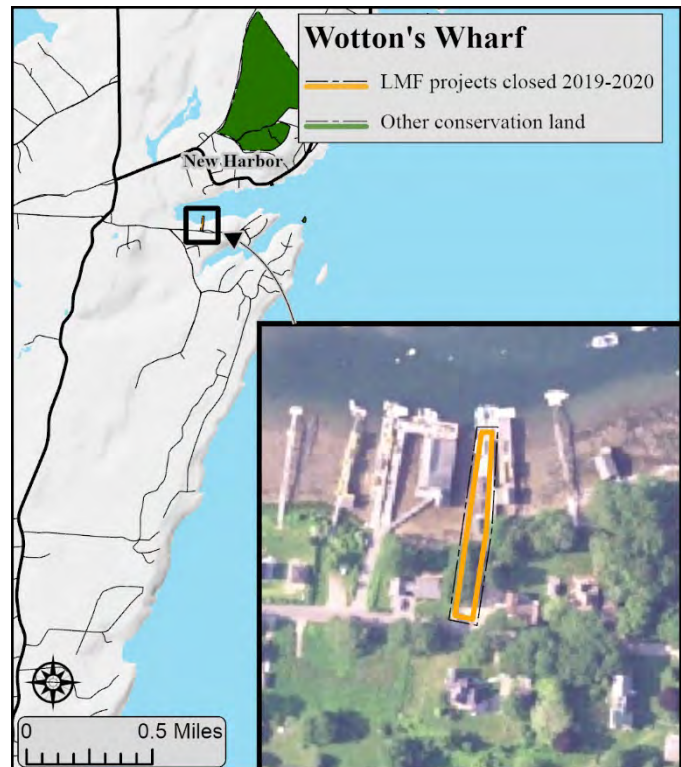 Wotton's Wharf
LMF projects closed 2019-2020
Other conservation land
New Harbor
0 0.5 Miles